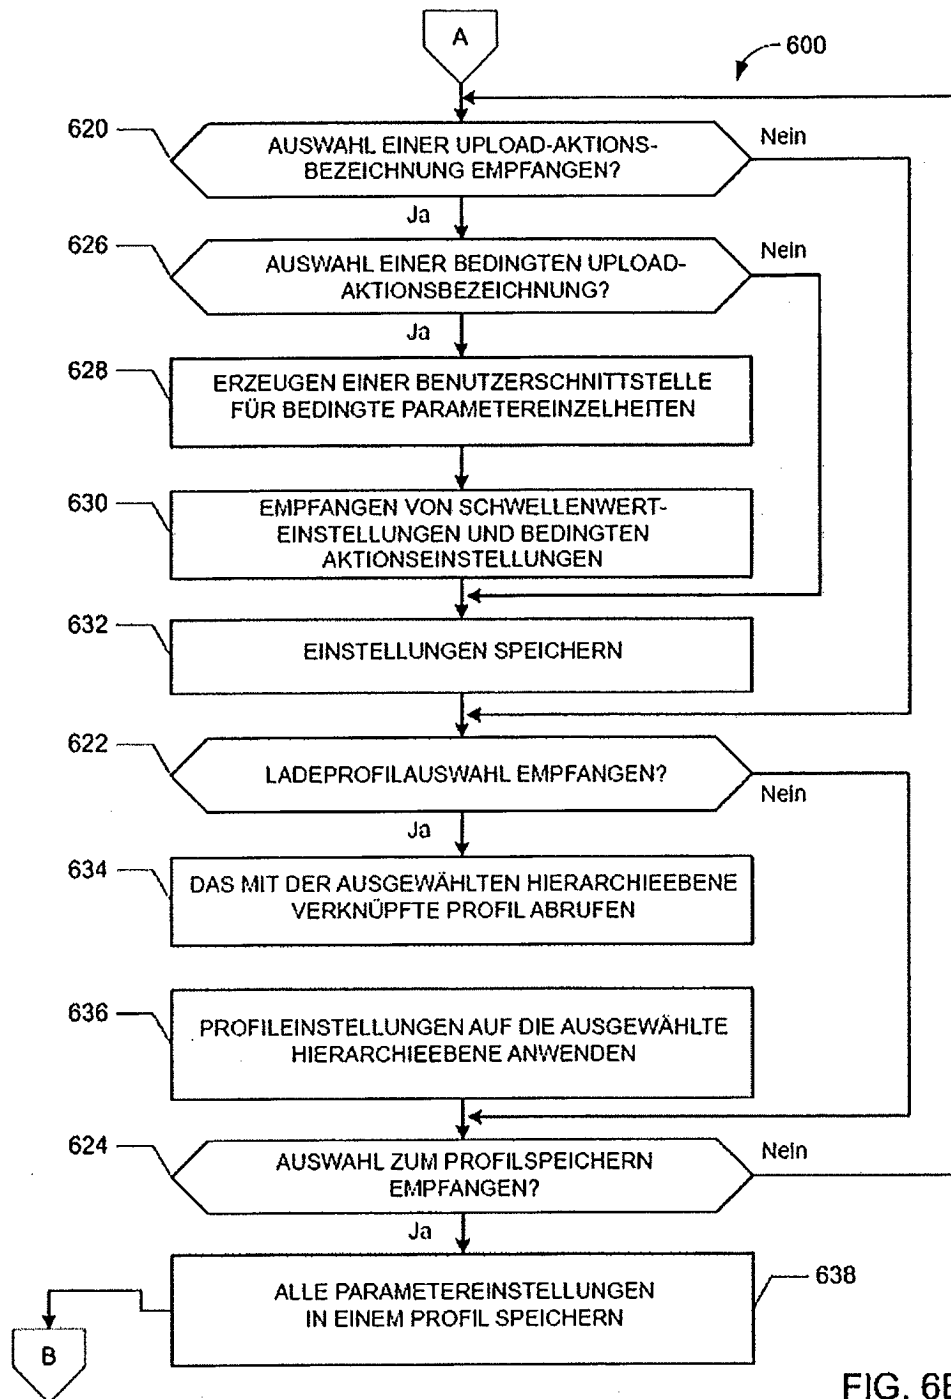 A
600
620
AUSWAHL EINER UPLOAD-AKTIONS-
BEZEICHNUNG EMPFANGEN?
Nein
Ja
626
AUSWAHL EINER BEDINGTEN UPLOAD-
AKTIONSBEZEICHNUNG?
Nein
Ja
628
ERZEUGEN EINER BENUTZERSCHNITTSTELLE
FÜR BEDINGTE PARAMETEREINZELHEITEN
630
EMPFANGEN VON SCHWELLENWERT-
EINSTELLUNGEN UND BEDINGTEN
AKTIONSEINSTELLUNGEN
632
EINSTELLUNGEN SPEICHERN
622
LADEPROFILAUSWAHL EMPFANGEN?
Nein
Ja
634
DAS MIT DER AUSGEWÄHLTEN HIERARCHIEEBENE
VERKNÜPFTE PROFIL ABRUFEN
636
PROFILEINSTELLUNGEN AUF DIE AUSGEWÄHLTE
HIERARCHIEEBENE ANWENDEN
624
AUSWAHL ZUM PROFILSPEICHERN
EMPFANGEN?
Nein
Ja
638
ALLE PARAMETEREINSTELLUNGEN
IN EINEM PROFIL SPEICHERN
B
FIG. 6B